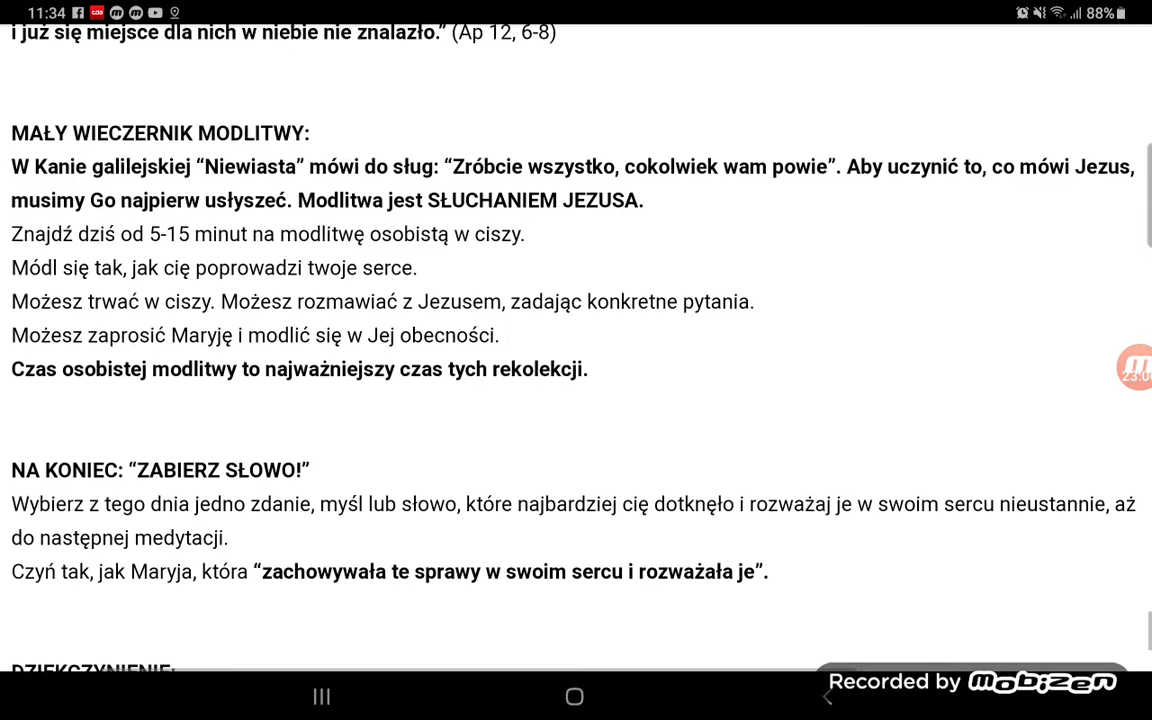 11:34
88%
i już się miejsce dla nich w niebie nie znalazło.” (Ap 12, 6-8)
MAŁY WIECZERNIK MODLITWY:
W Kanie galilejskiej “Niewiasta” mówi do sług: “Zróbcie wszystko, cokolwiek wam powie”. Aby uczynić to, co mówi Jezus,
musimy Go najpierw usłyszeć. Modlitwa jest SŁUCHANIEM JEZUSA.
Znajdź dziś od 5-15 minut na modlitwę osobistą w ciszy.
Módl się tak, jak cię poprowadzi twoje serce.
Możesz trwać w ciszy. Możesz rozmawiać z Jezusem, zadając konkretne pytania.
Możesz zaprosić Maryję i modlić się w Jej obecności.
Czas osobistej modlitwy to najważniejszy czas tych rekolekcji.
NA KONIEC: “ZABIERZ SŁOWO!”
Wybierz z tego dnia jedno zdanie, myśl lub słowo, które najbardziej cię dotknęło i rozważaj je w swoim sercu nieustannie, aż
do następnej medytacji.
Czyń tak, jak Maryja, która “zachowywała te sprawy w swoim sercu i rozważała je”.
DZIĘKCZYNIENIE:
Recorded by mobizen